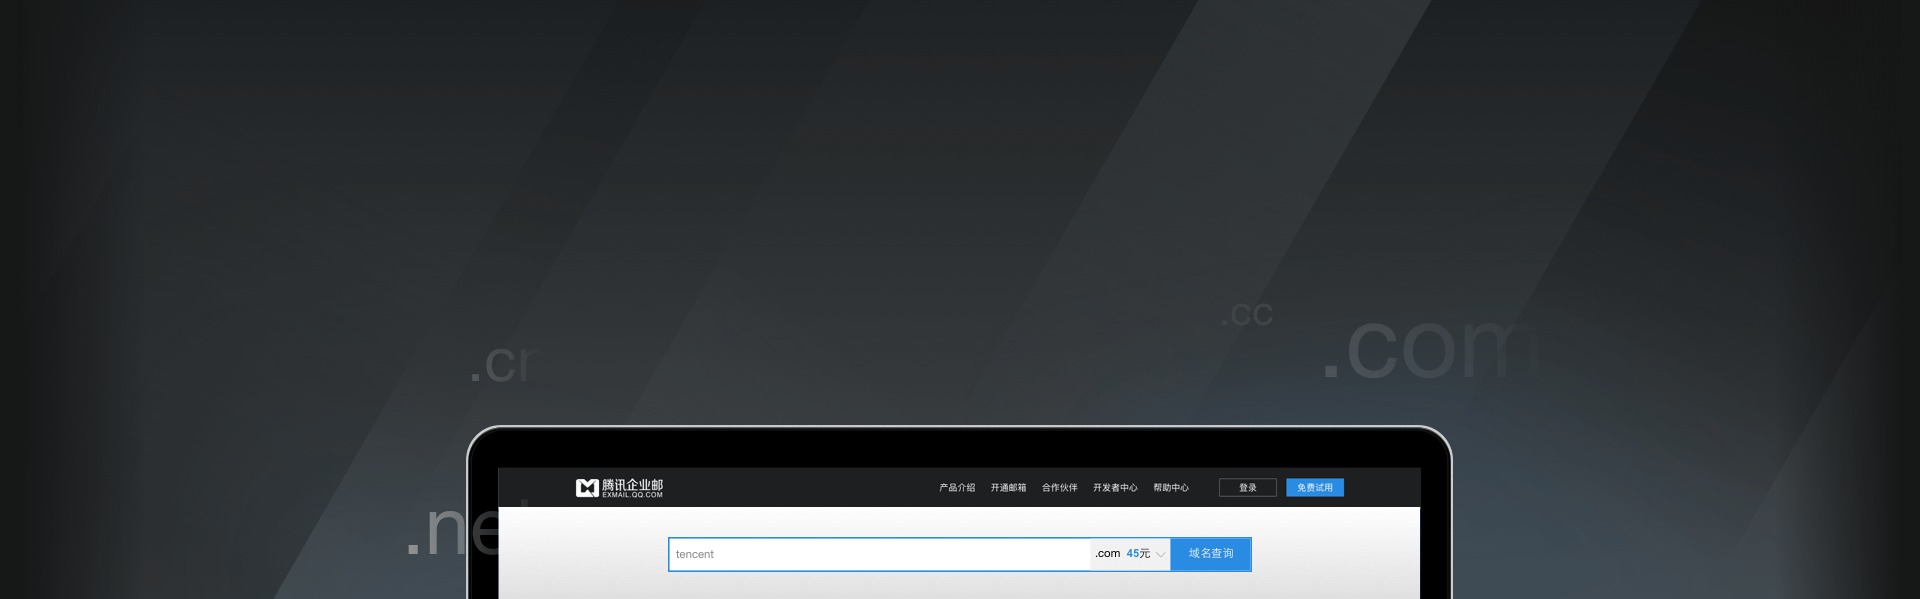 .cc
.com
.cn
腾讯企业邮
EXMAIL.QQ.COM
产品介绍 开通邮箱 合作伙伴 开发者中心 帮助中心 登录 免费试用
.net
tencent .com 45元 域名查询